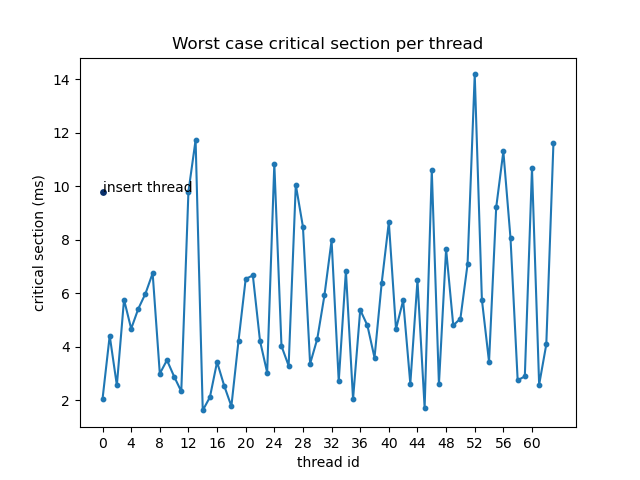 Worst case critical section per thread
14
12
10
8
6
4
2
critical section (ms)
insert thread
0 4 8 12 16 20 24 28 32 36 40 44 48 52 56 60
thread id